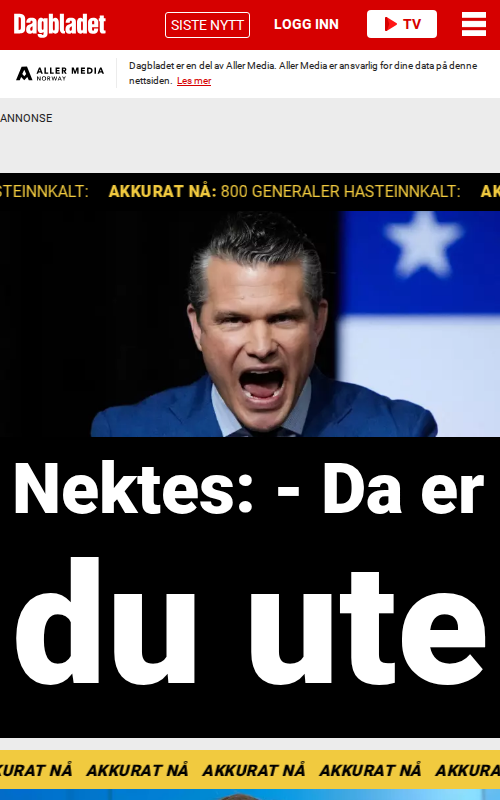 Dagbladet
SISTE NYTT
LOGG INN
TV
ALLER MEDIA
NORWAY
Dagbladet er en del av Aller Media. Aller Media er ansvarlig for dine data på denne
nettsiden. Les mer
ANNONSE
STEINNKALT: AKKURAT NÅ: 800 GENERALER HASTEINNKALT: AK
Nektes: - Da er
du ute
KURAT NÅ AKKURAT NÅ AKKURAT NÅ AKKURAT NÅ AKKURA